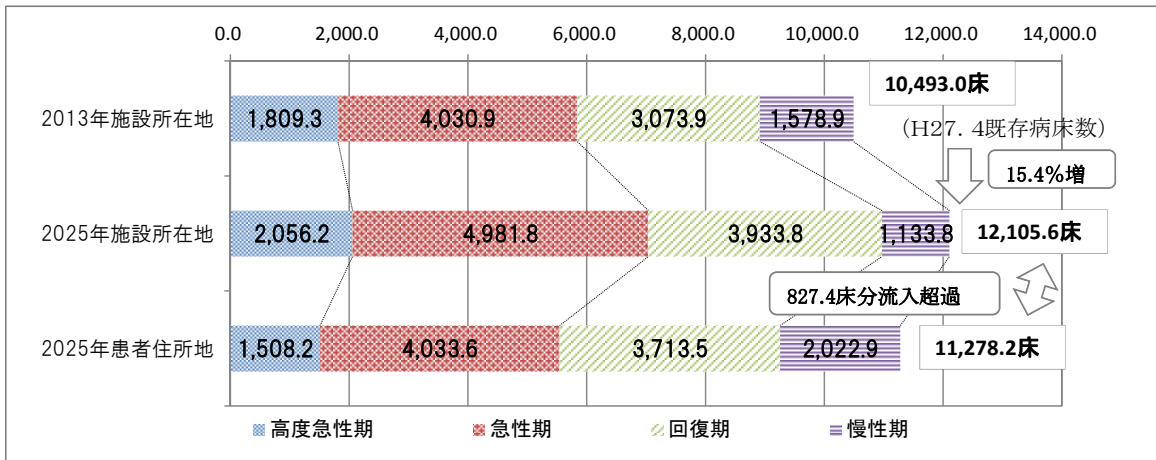 0.0 2,000.0 4,000.0 6,000.0 8,000.0 10,000.0 12,000.0 14,000.0
10,493.0床
2013年施設所在地 1,809.3 4,030.9 3,073.9 1,578.9
(H27. 4既存病床数)
15.4%増
2025年施設所在地 2,056.2 4,981.8 3,933.8 1,133.8 12,105.6床
827.4床分流入超過
2025年患者住所地 1,508.2 4,033.6 3,713.5 2,022.9 11,278.2床
高度急性期 急性期 回復期 慢性期